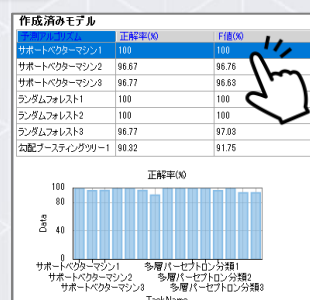 作成済みモデル
予測アルゴリズム 正解率(%) F値(%)
サポートベクターマシン1 100 100
サポートベクターマシン2 96.67 96.76
サポートベクターマシン3 96.77 96.63
ランダムフォレスト1 100 100
ランダムフォレスト2 100 100
ランダムフォレスト3 96.77 97.03
勾配ブースティングツリー1 90.32 91.75
正解率(%)
100
80
40
0
Data
サポートベクターマシン1 多層パーセプトロン分類1
サポートベクターマシン2 多層パーセプトロン分類2
サポートベクターマシン3 多層パーセプトロン分類3
TaskName